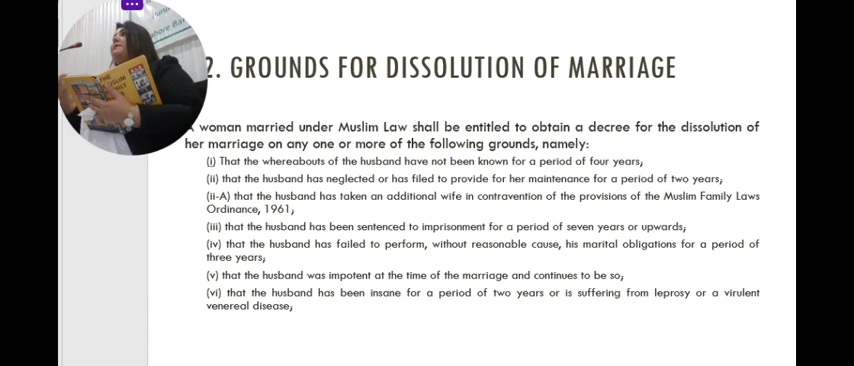 2. GROUNDS FOR DISSOLUTION OF MARRIAGE
A woman married under Muslim Law shall be entitled to obtain a decree for the dissolution of
her marriage on any one or more of the following grounds, namely:
(i) That the whereabouts of the husband have not been known for a period of four years;
(ii) that the husband has neglected or has filed to provide for her maintenance for a period of two years;
(ii-A) that the husband has taken an additional wife in contravention of the provisions of the Muslim Family Laws
Ordinance, 1961;
(iii) that the husband has been sentenced to imprisonment for a period of seven years or upwards;
(iv) that the husband has failed to perform, without reasonable cause, his marital obligations for a period of
three years;
(v) that the husband was impotent at the time of the marriage and continues to be so;
(vi) that the husband has been insane for a period of two years or is suffering from leprosy or a virulent
venereal disease;